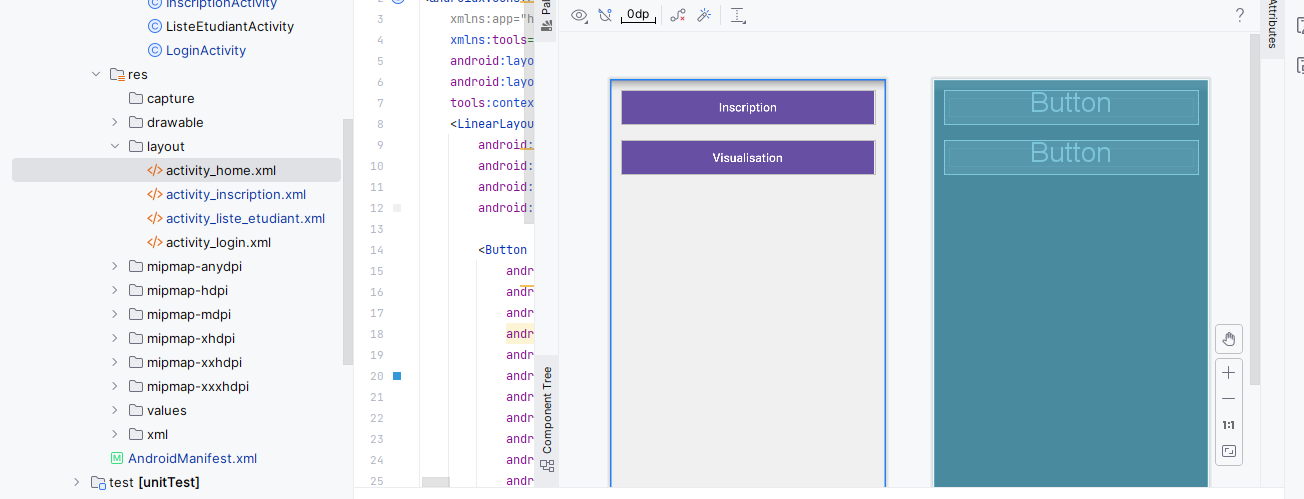 InscriptionActivity
ListeEtudiantActivity
LoginActivity
res
capture
drawable
layout
activity_home.xml
activity_inscription.xml
activity_liste_etudiant.xml
activity_login.xml
mipmap-anydpi
mipmap-hdpi
mipmap-mdpi
mipmap-xhdpi
mipmap-xxhdpi
mipmap-xxxhdpi
values
xml
AndroidManifest.xml
test [unitTest]
3 xmlns:app="h
4 xmlns:tools=
5 android:layo
6 android:layo
7 tools:contex
8 <LinearLayou
9 android:
10 android:
11 android:
12 android:
13
14 <Button
15 andr
16 andr
17 andr
18 andr
19 andr
20 andr
21 andr
22 andr
23 andr
24 andr
25 andr
Pal
Component Tree
0dp
?
Inscription
Visualisation
Button
Button
1:1
Attributes